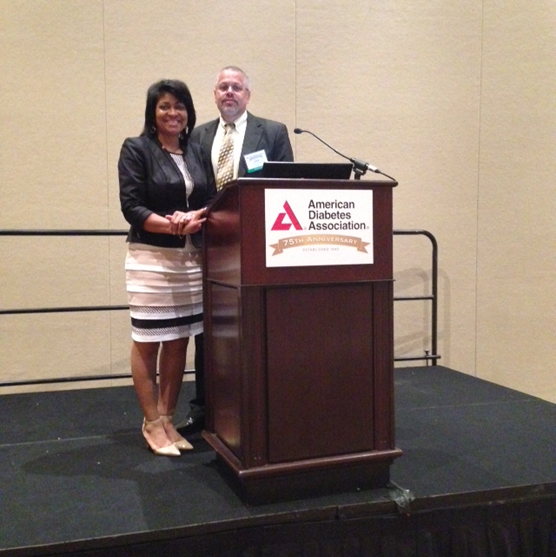 American
Diabetes
Association®
75TH ANNIVERSARY